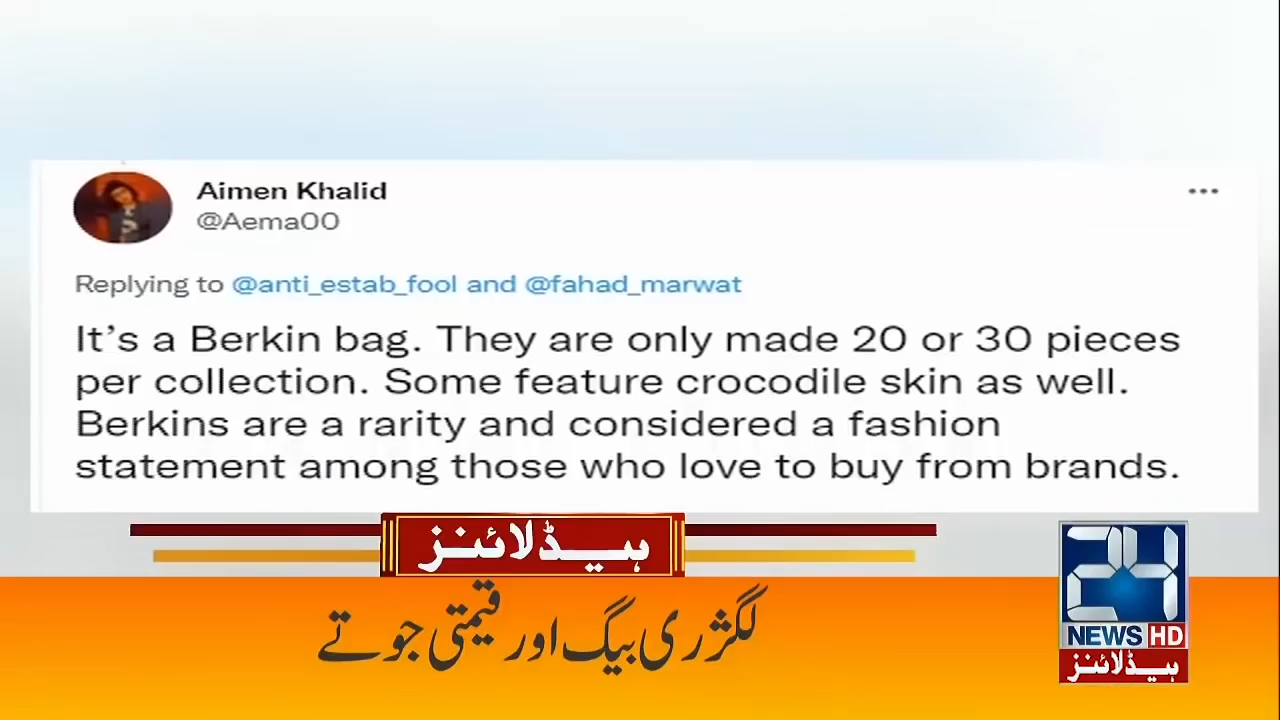 Aimen Khalid
@Aema00
Replying to @anti_estab_fool and @fahad_marwat
It's a Berkin bag. They are only made 20 or 30 pieces
per collection. Some feature crocodile skin as well.
Berkins are a rarity and considered a fashion
statement among those who love to buy from brands.
ہیڈلائنز
لگژری بیگ اور قیمتی جوتے
24
NEWS HD
ہیڈلائنز